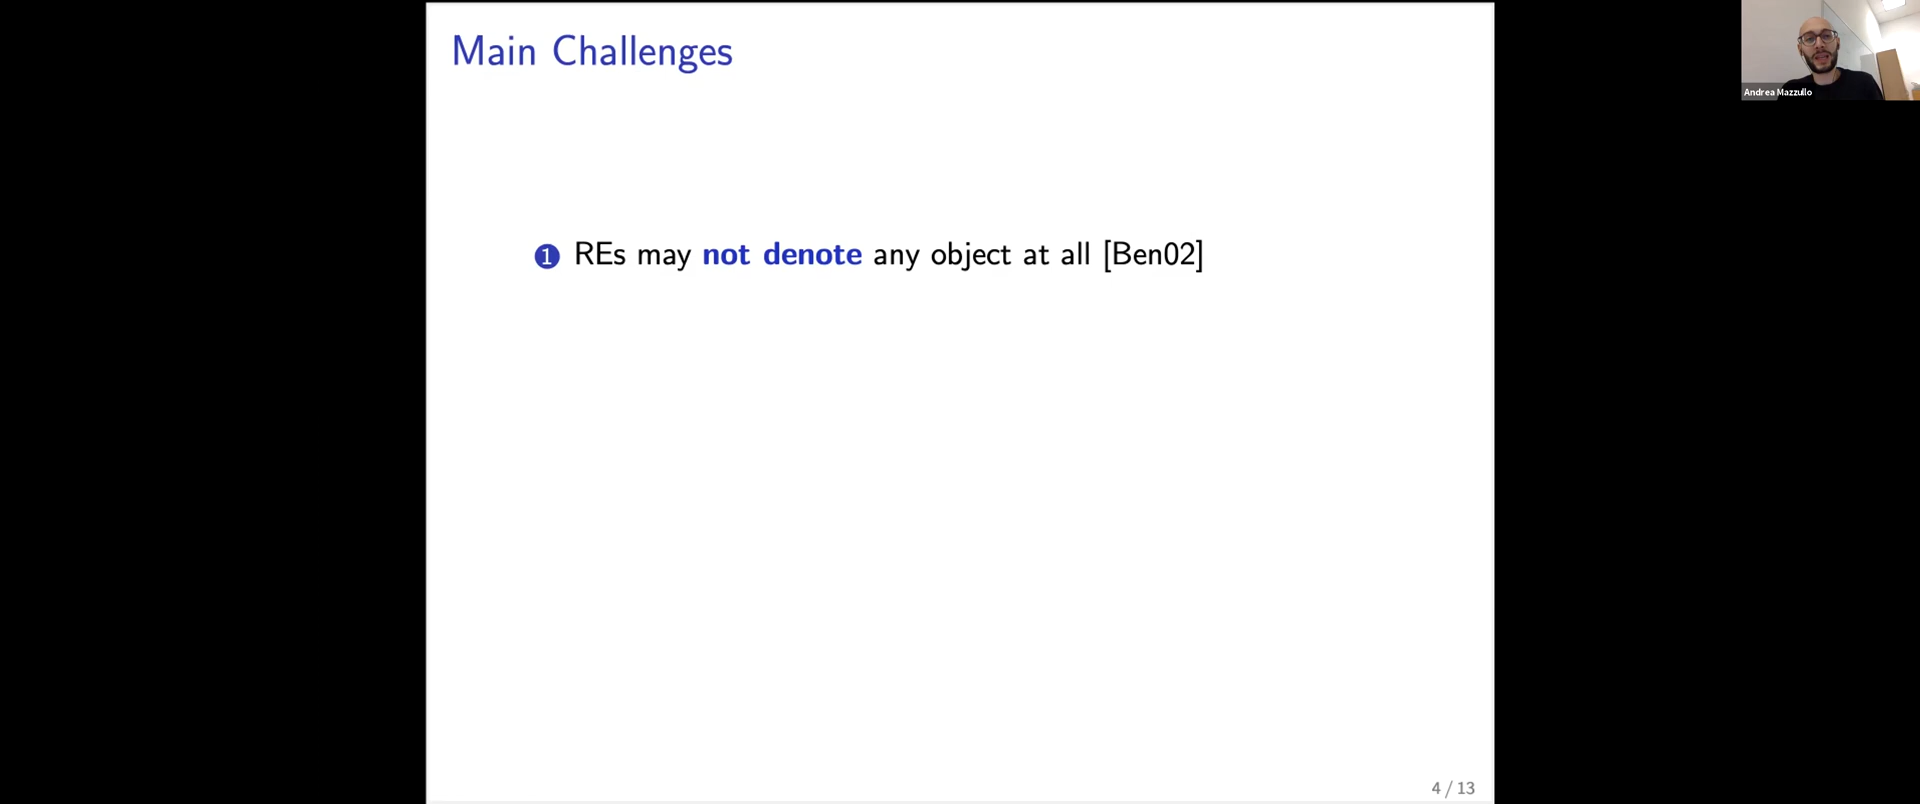 Main Challenges
Andrea Mazzullo
1 REs may not denote any object at all [Ben02]
4 / 13